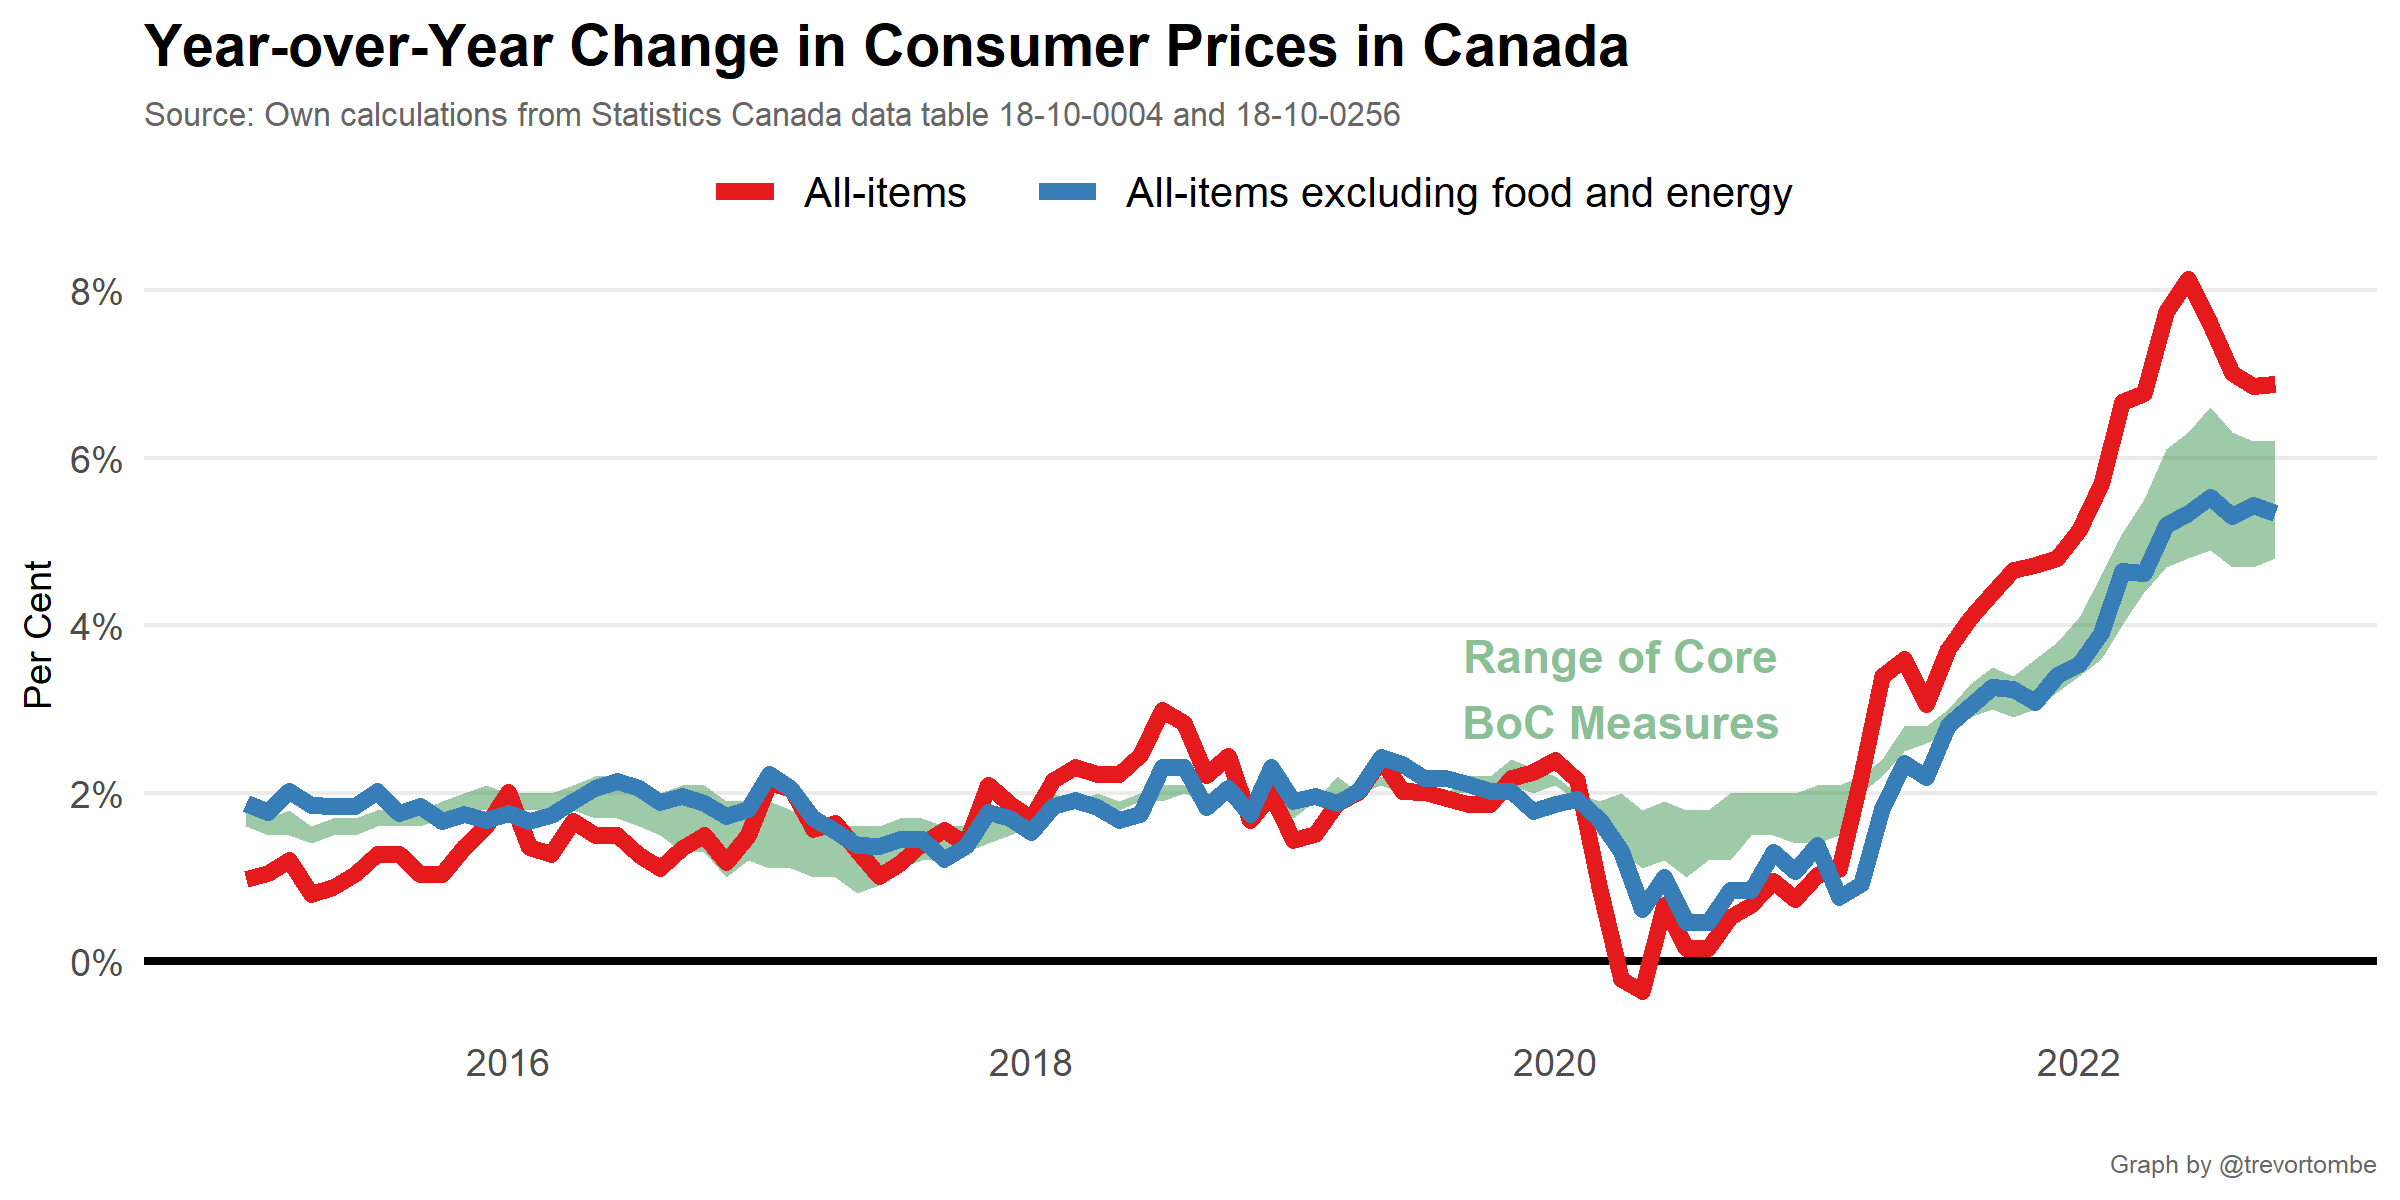 Year-over-Year Change in Consumer Prices in Canada
Source: Own calculations from Statistics Canada data table 18-10-0004 and 18-10-0256
All-items
All-items excluding food and energy
8%
6%
4%
2%
0%
Per Cent
Range of Core
BoC Measures
2016
2018
2020
2022
Graph by @trevortombe